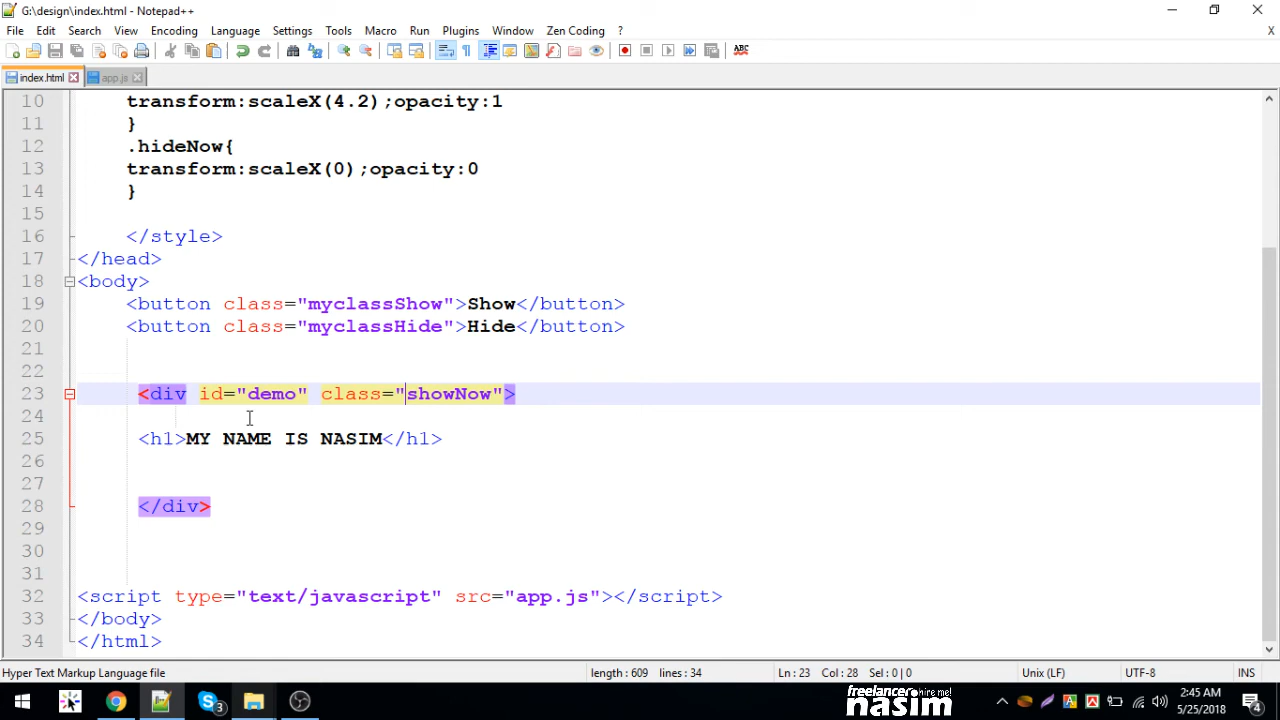 G:\design\index.html - Notepad++
File Edit Search View Encoding Language Settings Tools Macro Run Plugins Window Zen Coding ? X
ABC
index.html app.js
10 transform:scaleX(4.2);opacity:1
11 }
12 .hideNow{
13 transform:scaleX(0);opacity:0
14 }
15
16 </style>
17 </head>
18 <body>
19 <button class="myclassShow">Show</button>
20 <button class="myclassHide">Hide</button>
21
22
23 <div id="demo" class="showNow">
24
25 <h1>MY NAME IS NASIM</h1>
26
27
28 </div>
29
30
31
32 <script type="text/javascript" src="app.js"></script>
33 </body>
34 </html>
Hyper Text Markup Language file length : 609 lines : 34 Ln : 23 Col : 28 Sel : 0 | 0 Unix (LF) UTF-8 INS
3 freelancer hire me! nasim 2:45 AM
5/25/2018 4